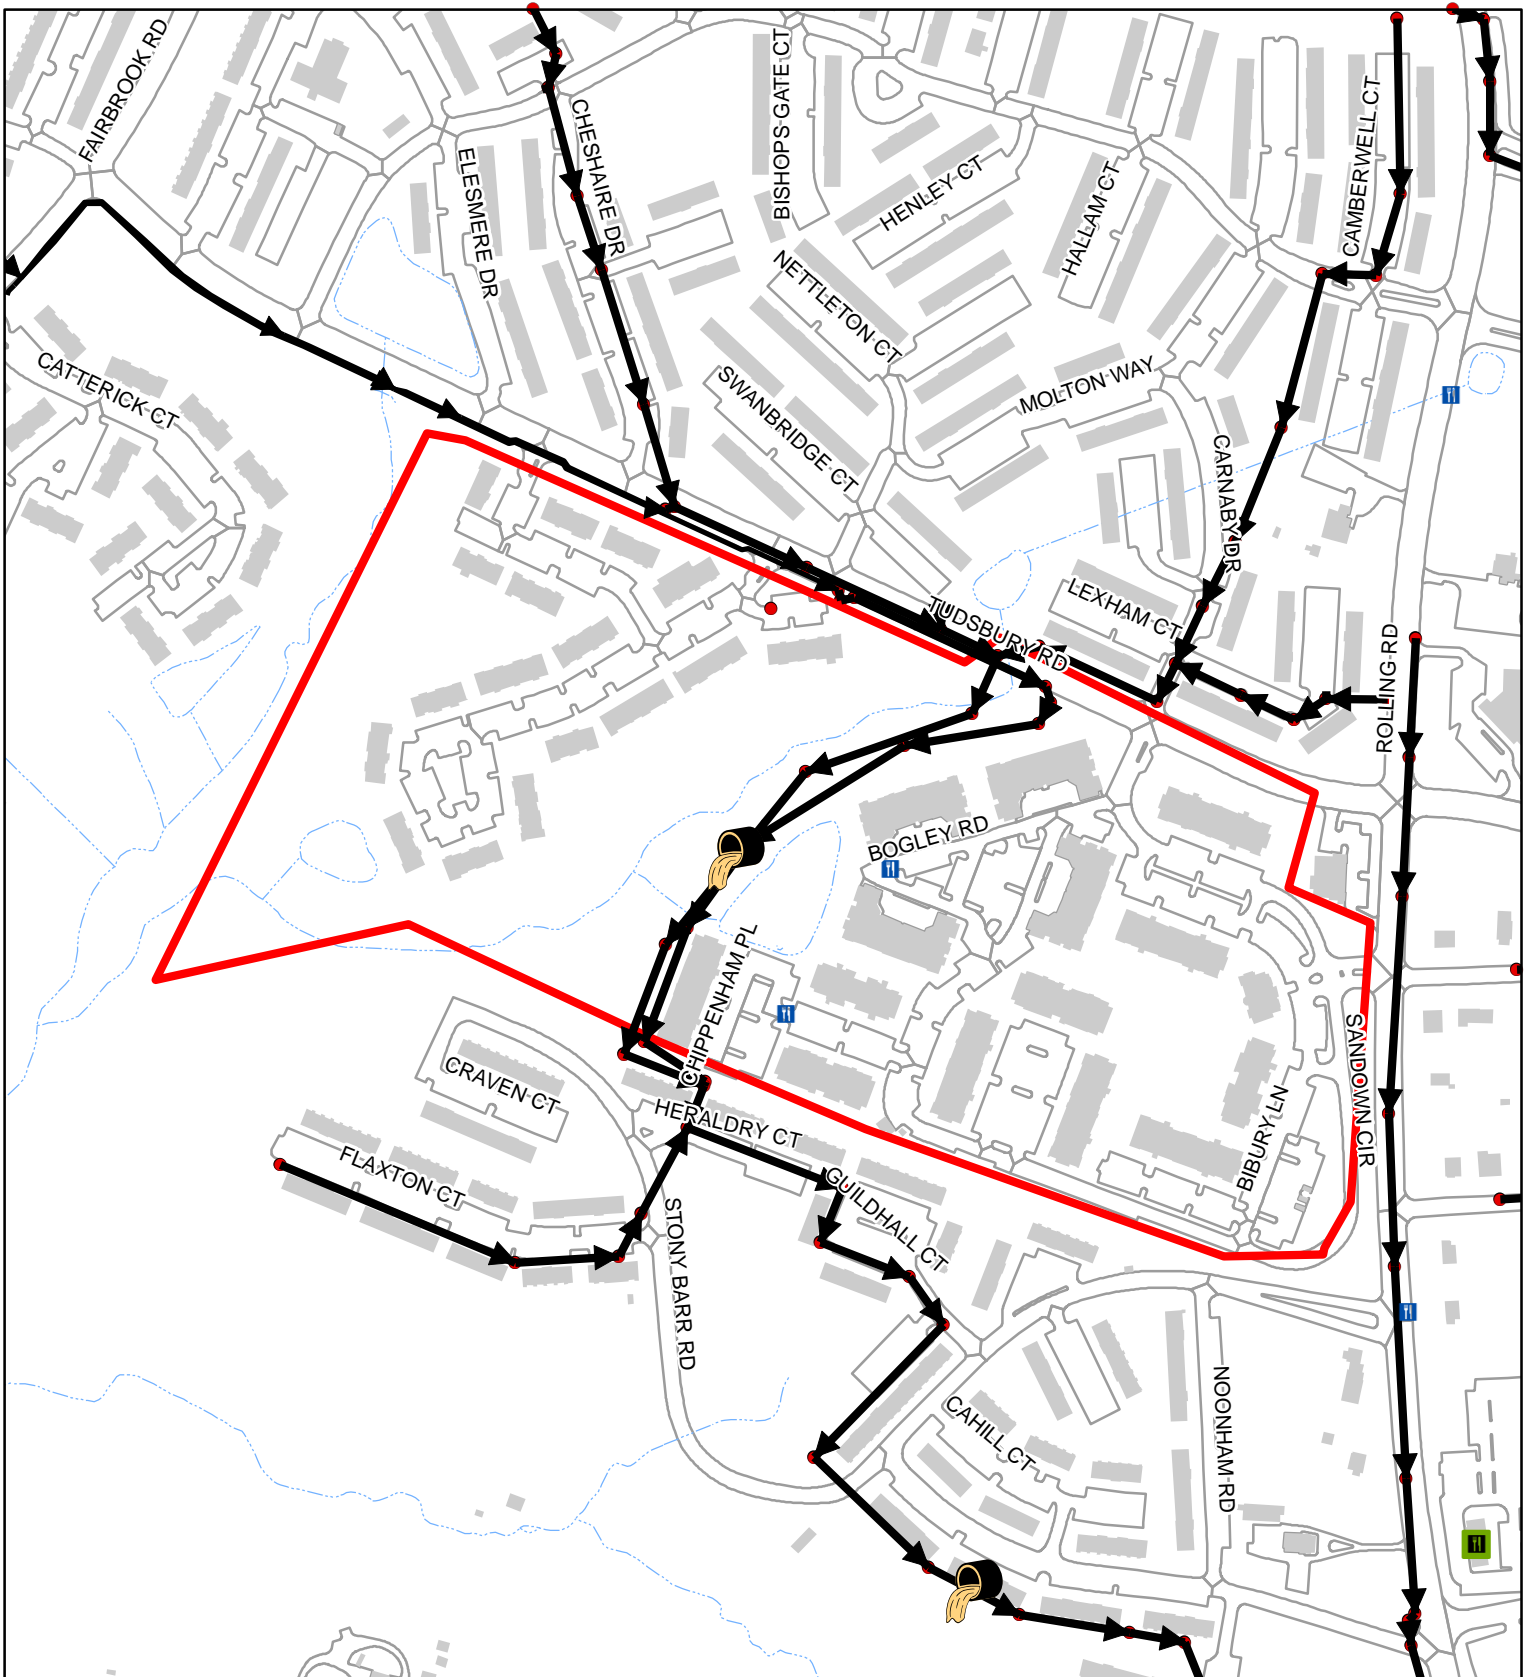 FAIRBROOK RD
BISHOPS GATE CT
CHESHAIRE DR
CAMBERWELL CT
ELESMERE DR
HENLEY CT
HALLAM CT
NETTLETON CT
CATTERICK CT
SWANBRIDGE CT
MOLTON WAY
CARNABY DR
LEXHAM CT
TUDSBURY RD
ROLLING RD
BOGLEY RD
CHIPPENHAM PL
SANDOWN CIR
CRAVEN CT
HERALDRY CT
BIBURY LN
FLAXTON CT
GUILDHALL CT
STONY BARR RD
CAHILL CT
NOONHAM RD